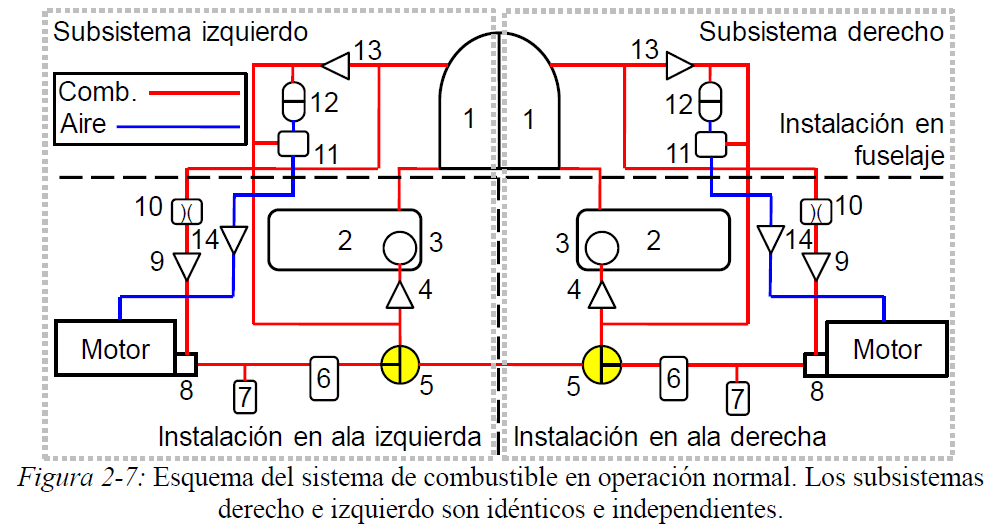 Subsistema izquierdo
Subsistema derecho
13
13
Comb.
Aire
12
1
1
12
11
11
Instalación en
fuselaje
10
)(
)(
10
14
14
9
2
3
3
2
9
4
4
Motor
Motor
8
7
6
5
5
6
7
8
Instalación en ala izquierda
Instalación en ala derecha
Figura 2-7: Esquema del sistema de combustible en operación normal. Los subsistemas
derecho e izquierdo son idénticos e independientes.